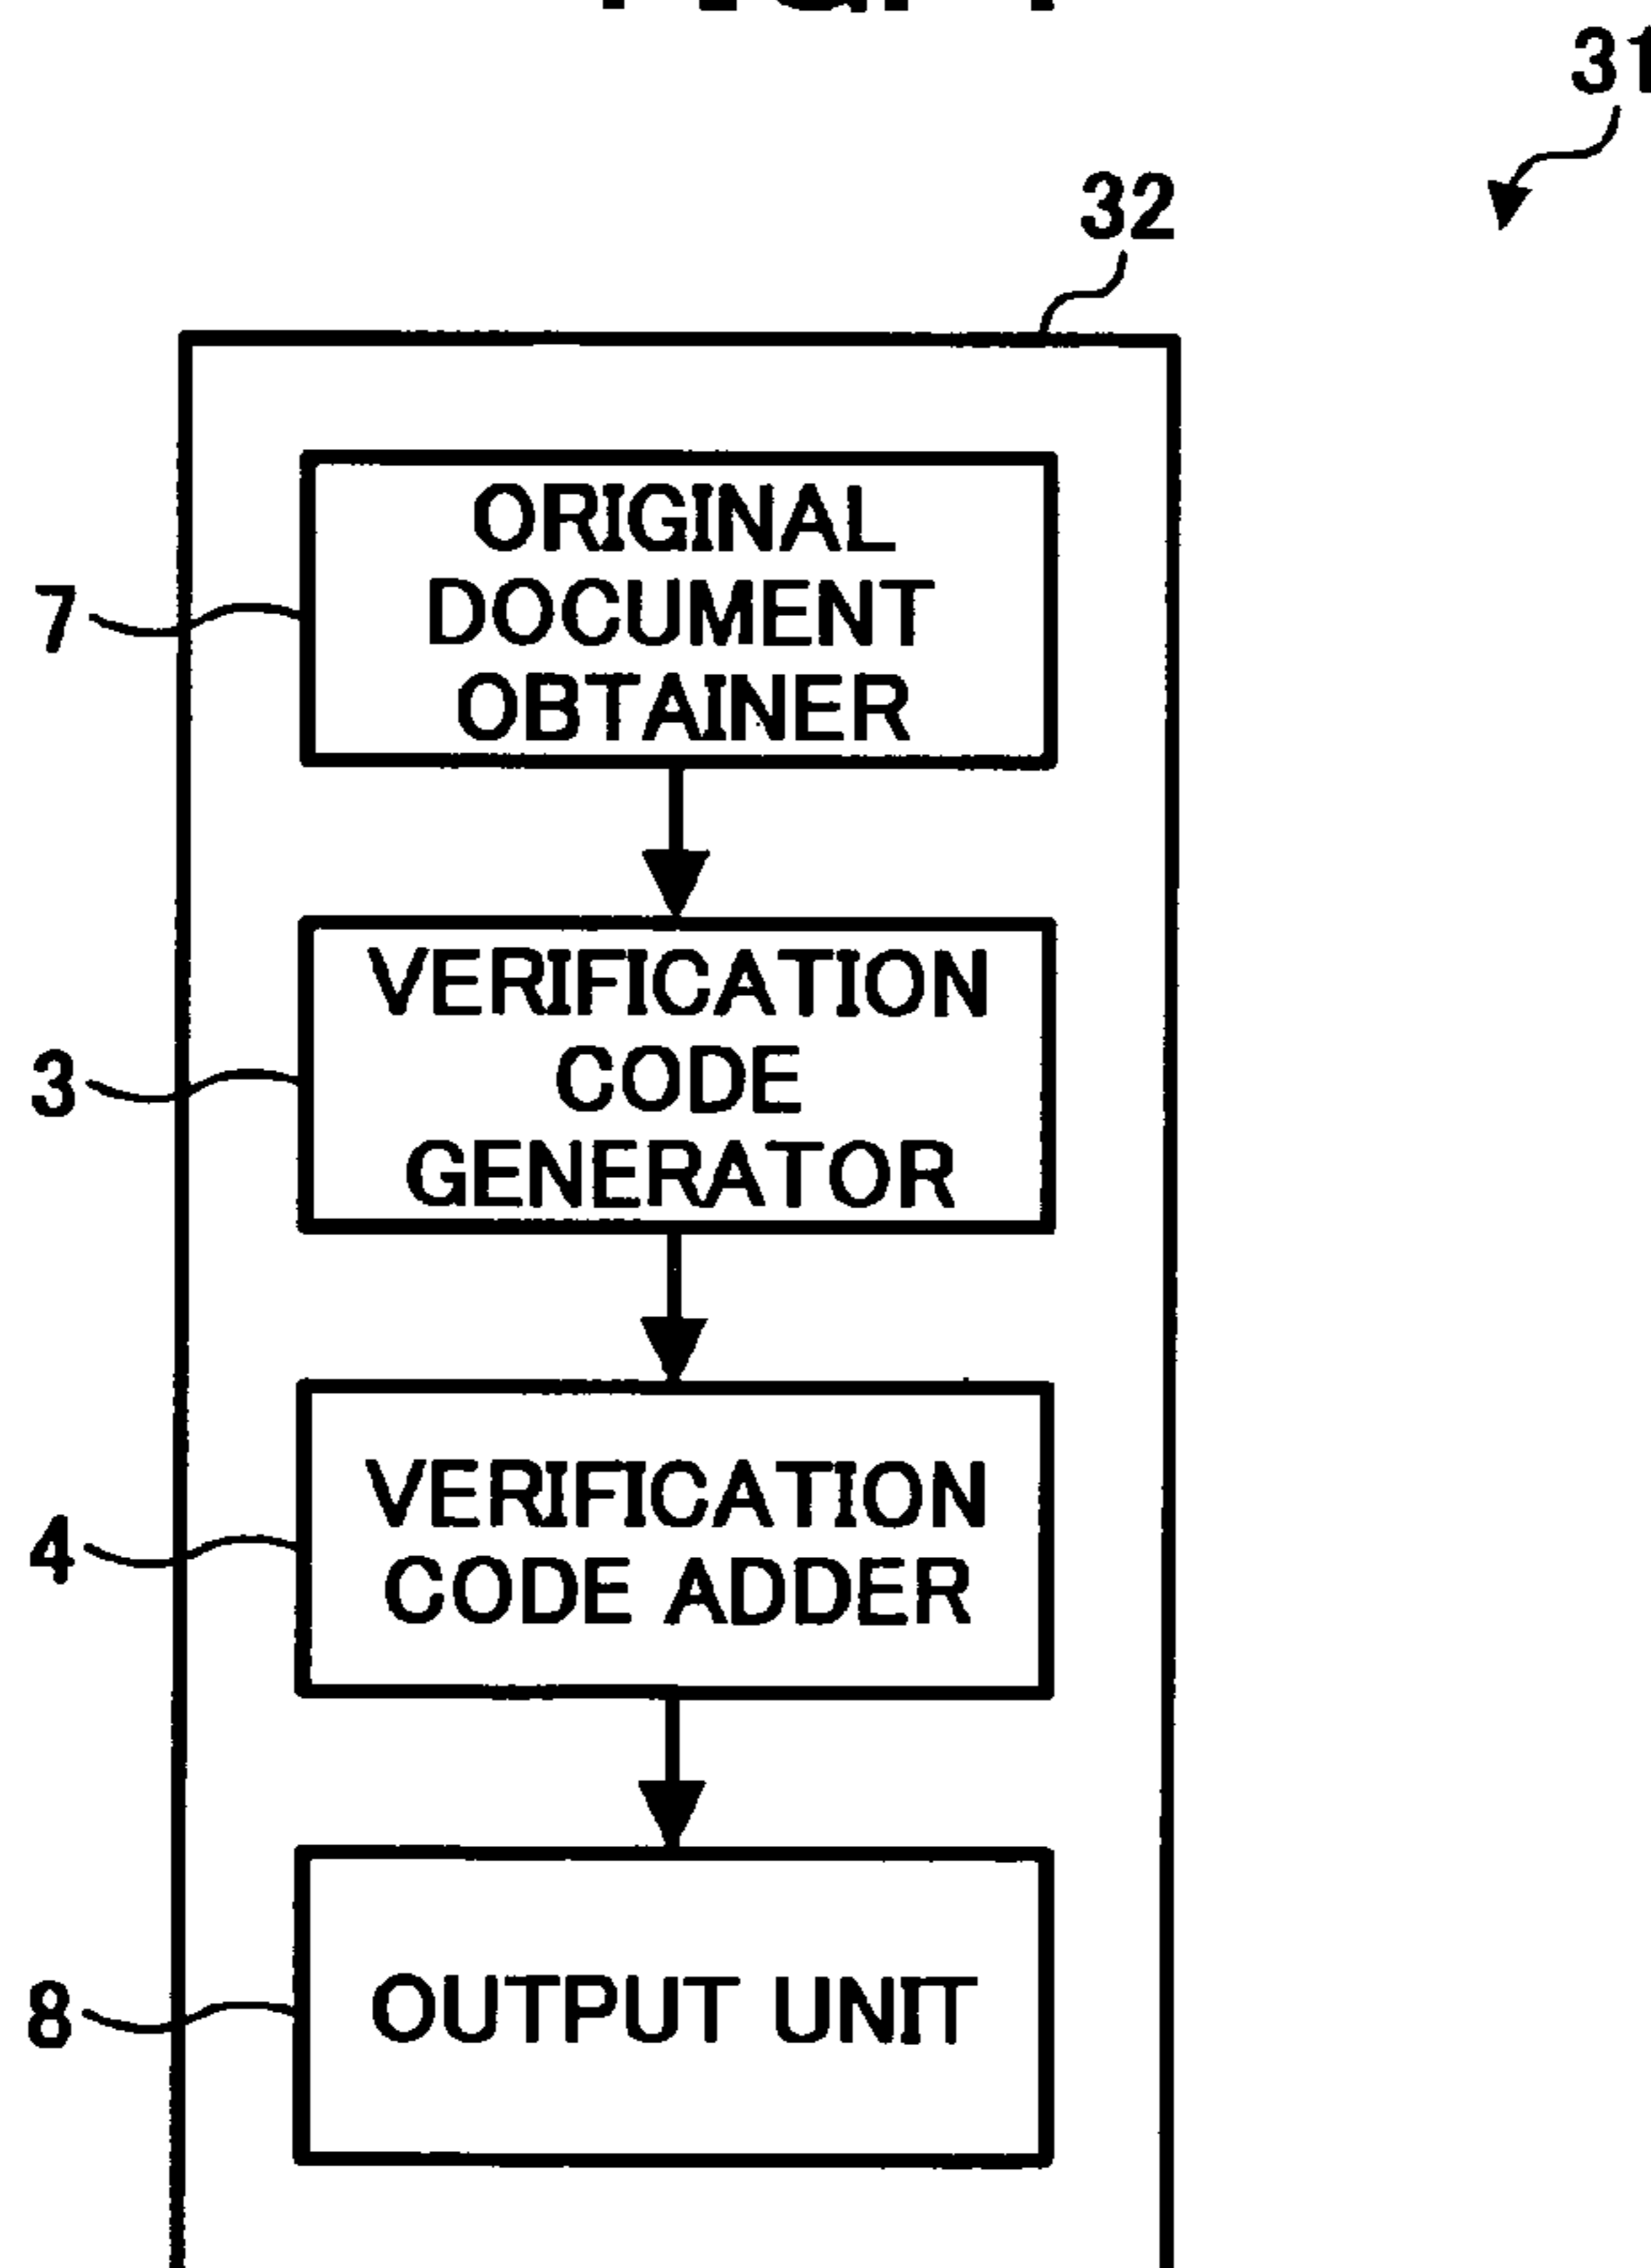 31
32
7
ORIGINAL
DOCUMENT
OBTAINER
3
VERIFICATION
CODE
GENERATOR
4
VERIFICATION
CODE ADDER
8
OUTPUT UNIT